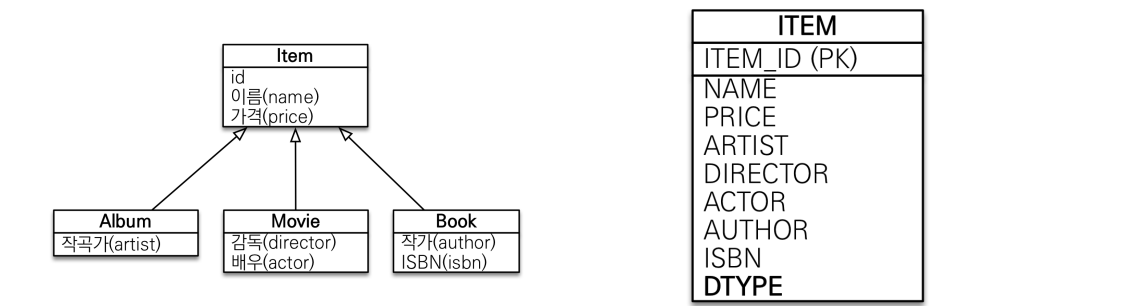 Item
id
이름(name)
가격(price)
Album
작곡가(artist)
Movie
감독(director)
배우(actor)
Book
작가(author)
ISBN(isbn)
ITEM
ITEM_ID (PK)
NAME
PRICE
ARTIST
DIRECTOR
ACTOR
AUTHOR
ISBN
DTYPE